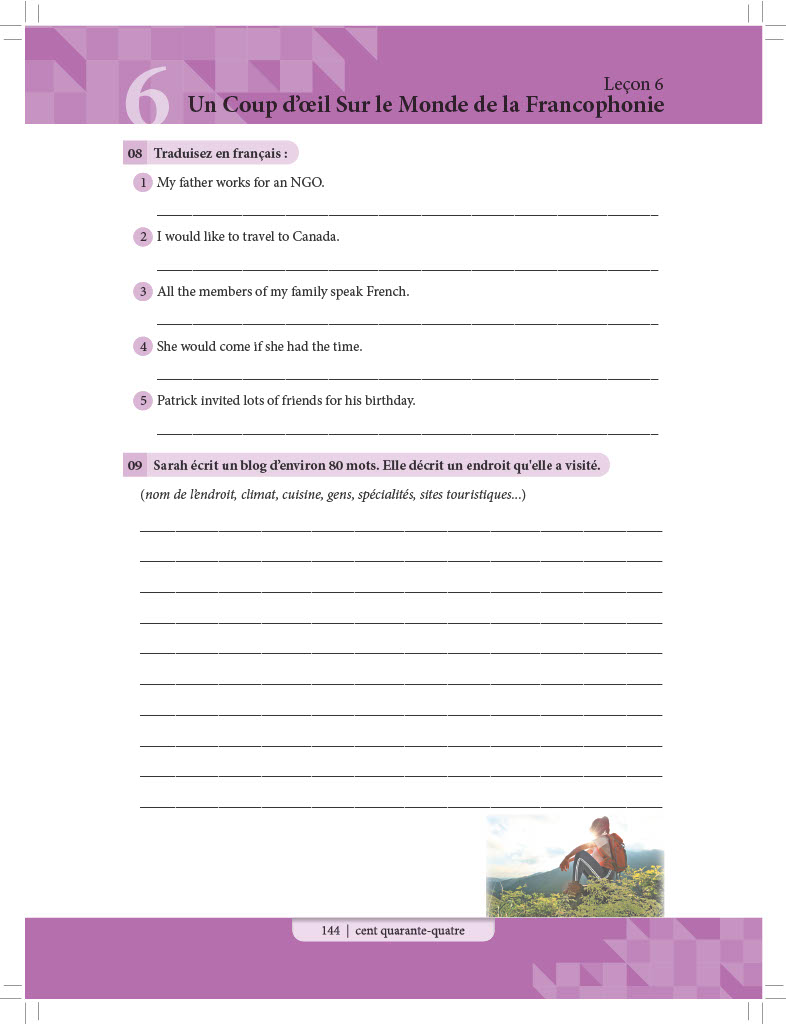 6
Leçon 6
Un Coup d’œil Sur le Monde de la Francophonie
08 Traduisez en français :
1 My father works for an NGO.
2 I would like to travel to Canada.
3 All the members of my family speak French.
4 She would come if she had the time.
5 Patrick invited lots of friends for his birthday.
09 Sarah écrit un blog d’environ 80 mots. Elle décrit un endroit qu'elle a visité.
(nom de l’endroit, climat, cuisine, gens, spécialités, sites touristiques...)
144 | cent quarante-quatre